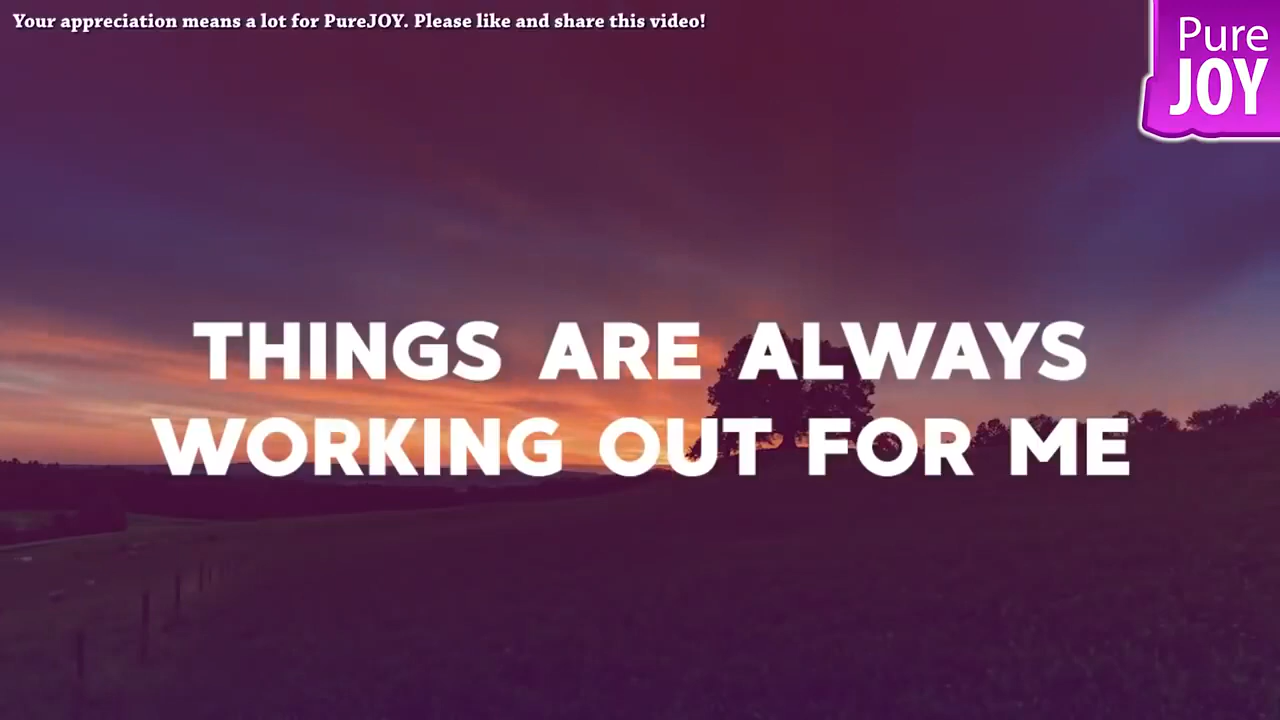 Your appreciation means a lot for PureJOY. Please like and share this video!
Pure
JOY
THINGS ARE ALWAYS
WORKING OUT FOR ME